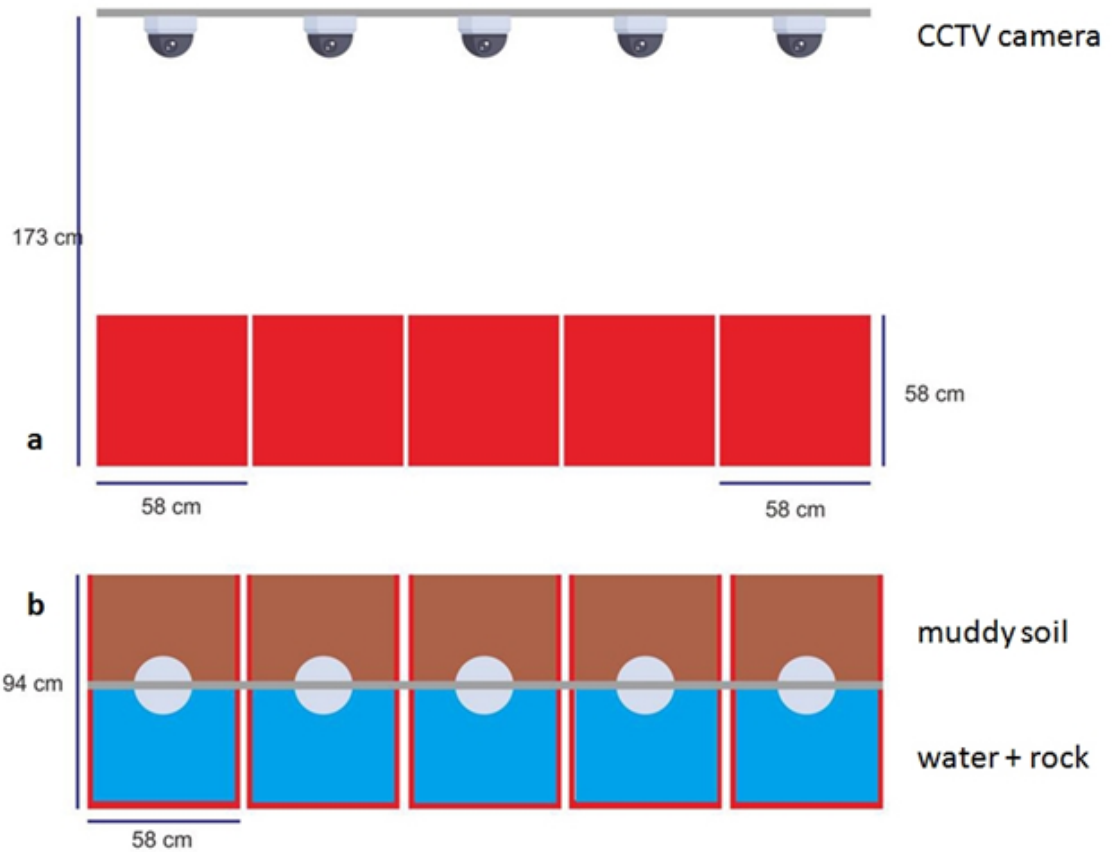 CCTV camera
173 cm
58 cm
a
58 cm
58 cm
b
muddy soil
94 cm
water + rock
58 cm